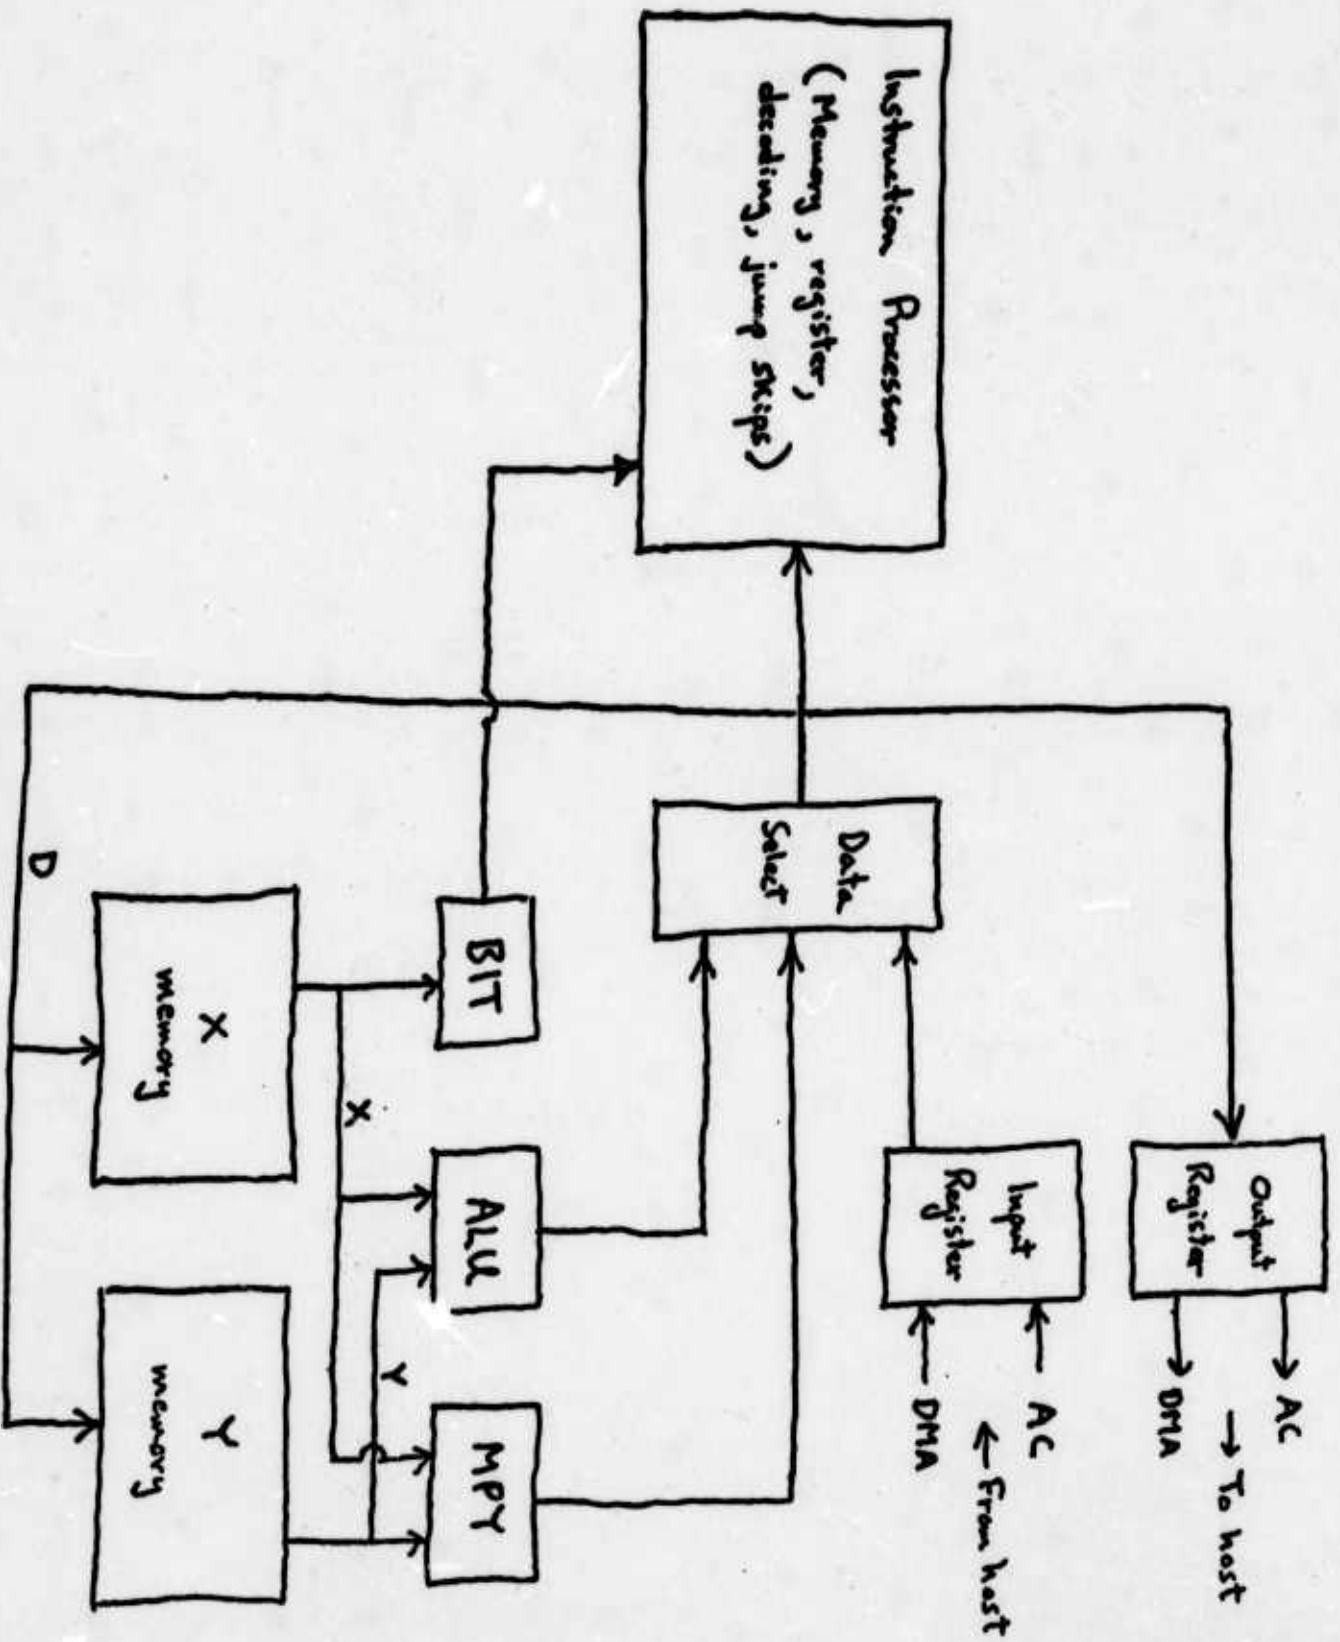 Instruction Processor
(Memory, register,
decoding, jump skips)
Output
Register
AC
DMA
→ To host
Input
Register
AC
DMA
← From host
Data
Select
BIT
ALU
MPY
X
Y
X
memory
Y
memory
D